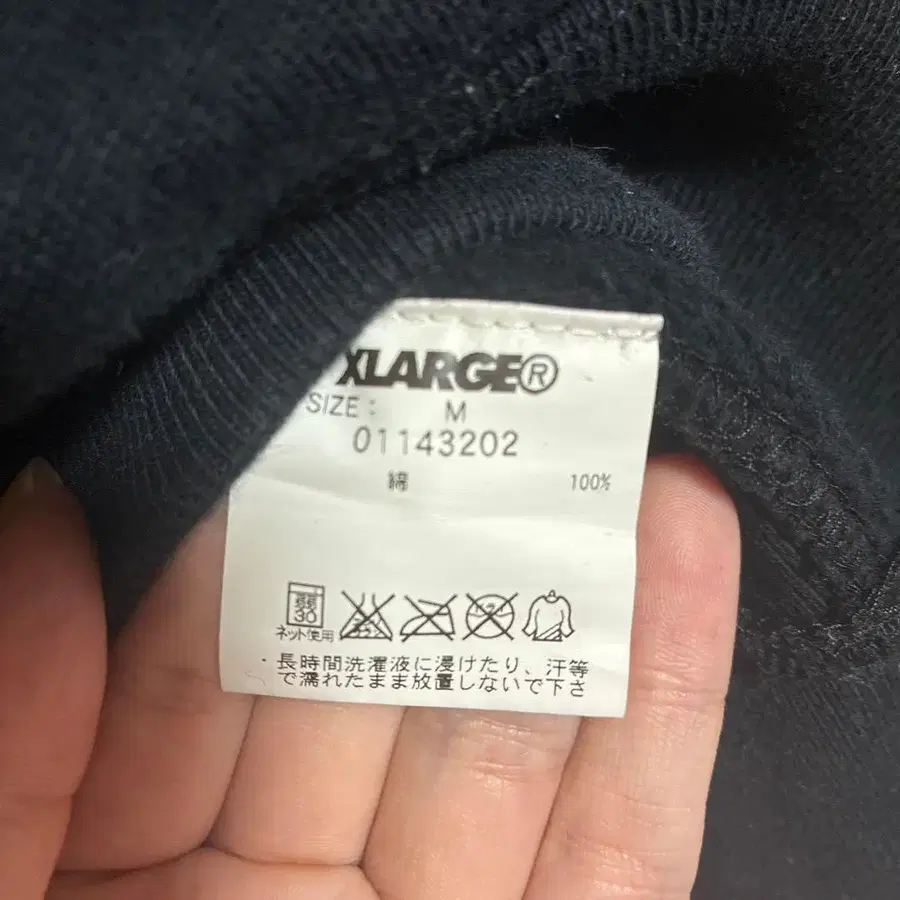 XLARGE®
SIZE : M
01143202
綿 100%
弱
30
ネット使用
・長時間洗濯液に浸けたり、汗等
で濡れたまま放置しないで下さ